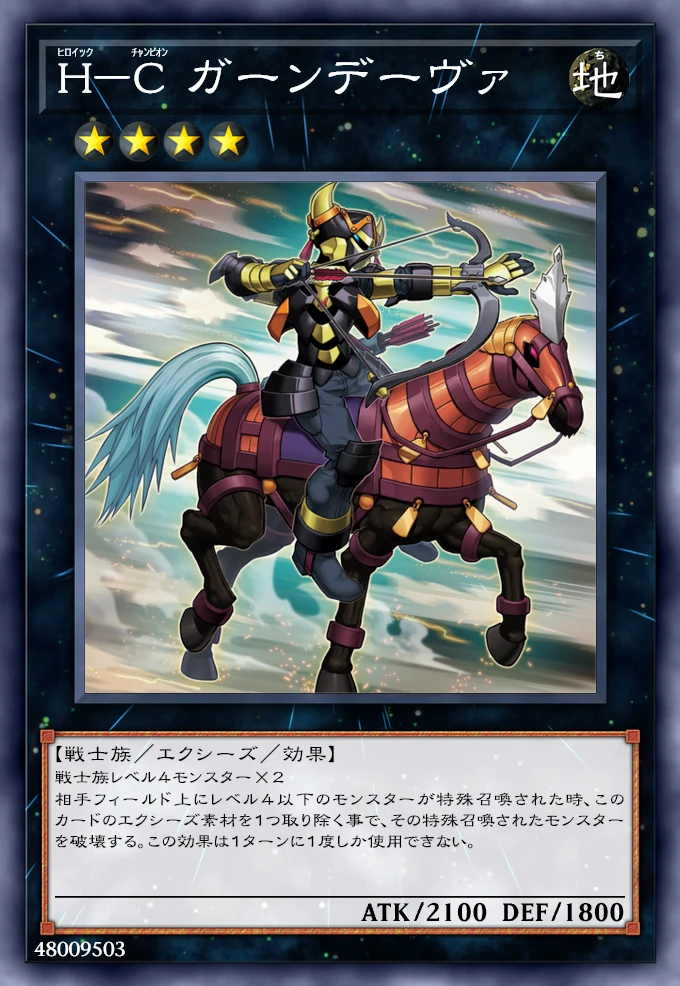 ヒロイック チャンピオン
H―C ガーンデーヴァ
ち
地
【戦士族／エクシーズ／効果】
戦士族レベル４モンスター×２
相手フィールド上にレベル４以下のモンスターが特殊召喚された時、この
カードのエクシーズ素材を１つ取り除く事で、その特殊召喚されたモンスター
を破壊する。この効果は１ターンに１度しか使用できない。
ATK/2100 DEF/1800
48009503